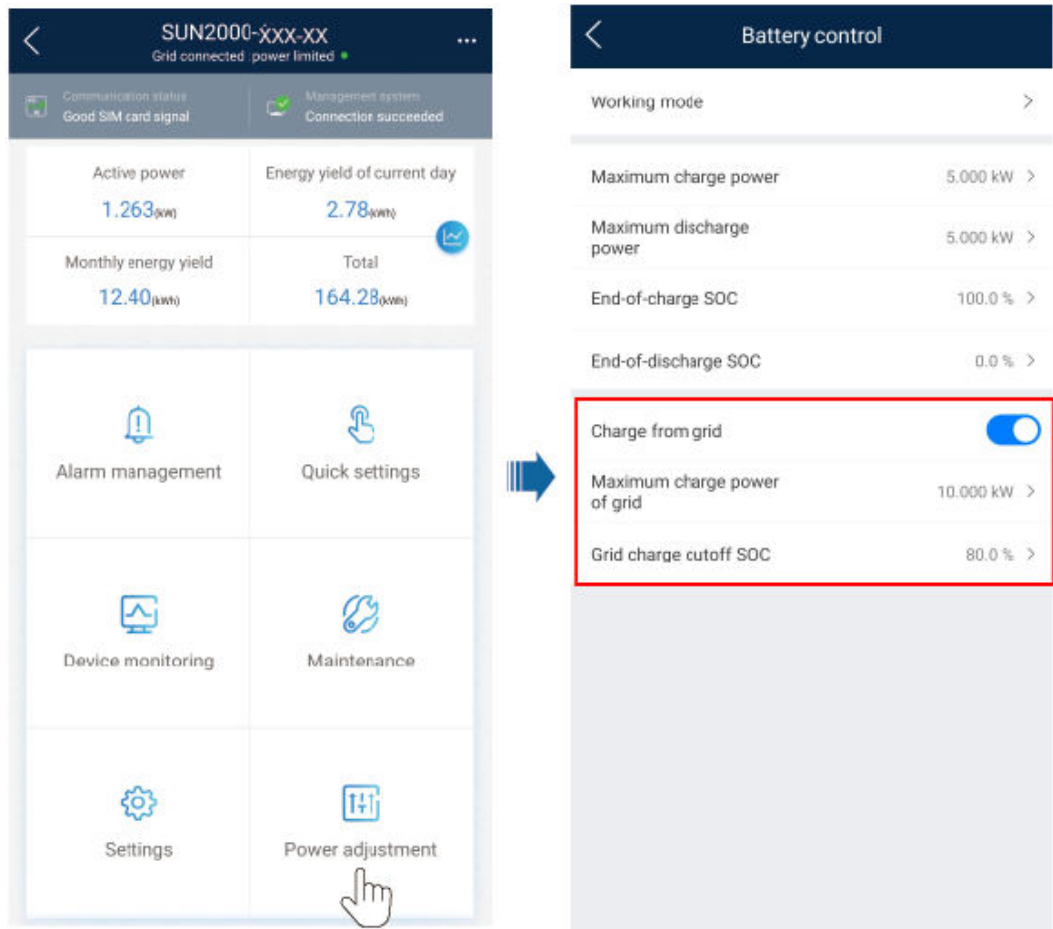 SUN2000-XXX-XX
...
Grid connected :power limited
Communication status
Good SIM card signal
Management system
Connection succeeded
Active power
1.263(kW)
Energy yield of current day
2.78(kWh)
Monthly energy yield
12.40(kWh)
Total
164.28(kWh)
Alarm management
Quick settings
Device monitoring
Maintenance
Settings
Power adjustment
Battery control
Working mode
Maximum charge power
5.000 kW
Maximum discharge
power
5.000 kW
End-of-charge SOC
100.0 %
End-of-discharge SOC
0.0 %
Charge from grid
Maximum charge power
of grid
10.000 kW
Grid charge cutoff SOC
80.0 %